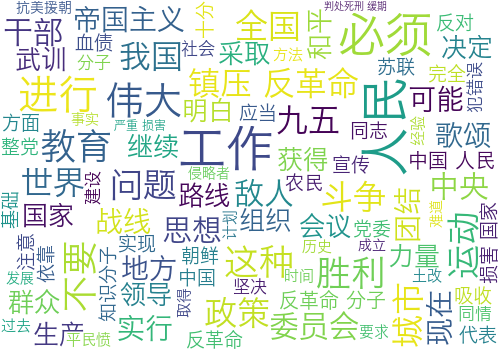 抗美援朝
十分
判处死刑 缓期
干部
帝国主义
全国
和平
必须
反对
血债
武训
分子
我国
社会
采取
方法
苏联
决定
进行
伟大
镇压
反革命
完全
犯错误
可能
人民
方面
事实
明白
应当
九五
整党
严重 损害
教育
继续
工作
同志
经验
歌颂
获得
宣传
中国 人民
侵略者
世界
建设
问题
路线
敌人
农民
斗争
中央
基础
国家
不要
战线
思想
组织
计划
会议
党委
团结
难道
运动
国家
损害
注意
依靠
实现
知识分子
地方
朝鲜
中国
这种
历史
成立
力量
胜利
发展
群众
领导
取得
坚决
时间
反革命 分子
土改
城市
现在
吸收
同情
过去
生产
平民愤
实行
政策
反革命
委员会
要求
代表